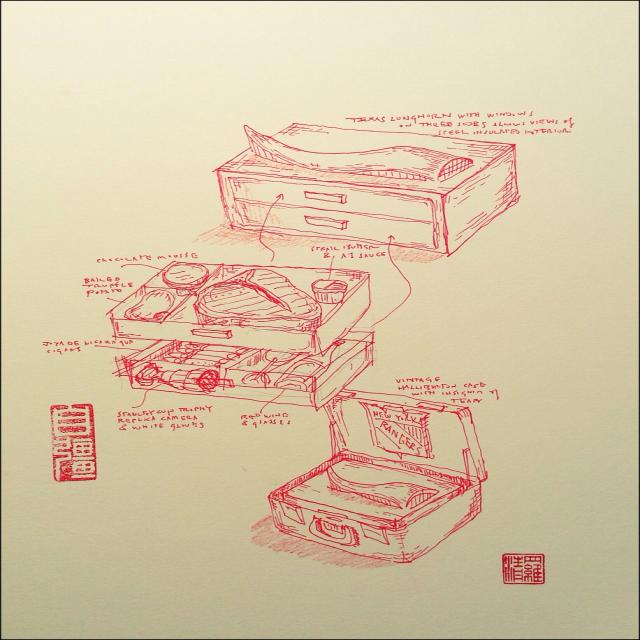 TEXAS LONGHORN WITH WINDOWS
ON THREE SIDES ALLOWS VIEWS OF
STEEL INSULATED INTERIOR
CHOCOLATE MOUSSE
STEAK BUTTER
& A1 SAUCE
BAKED
TRUFFLE
POTATO
JOYA DE NICARAGUA
CIGARS
STANLEY CUP TROPHY
REPLICA CAMERA
& WHITE GLOVES
RED WINE
& GLASSES
VINTAGE
HALLIBURTON CASE
WITH INSIGNIA OF
TEAM
NEW YORK
RANGERS